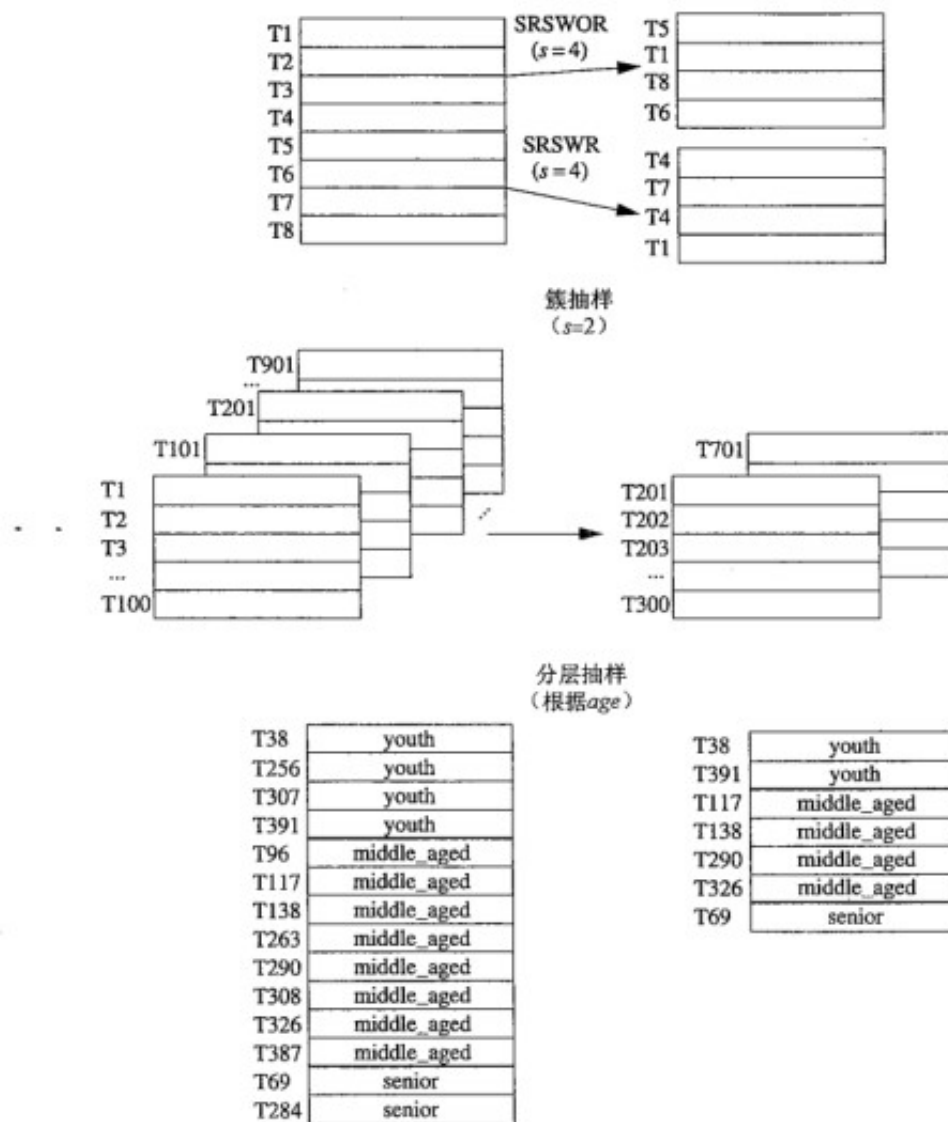 T1
T2
T3
T4
T5
T6
T7
T8
SRSWOR
(s=4)
T5
T1
T8
T6
SRSWR
(s=4)
T4
T7
T4
T1
簇抽样
（s=2）
T901
...
T201
T101
T1
T2
T3
...
T100
T701
T201
T202
T203
...
T300
分层抽样
（根据age）
T38 youth
T256 youth
T307 youth
T391 youth
T96 middle_aged
T117 middle_aged
T138 middle_aged
T263 middle_aged
T290 middle_aged
T308 middle_aged
T326 middle_aged
T387 middle_aged
T69 senior
T284 senior
T38 youth
T391 youth
T117 middle_aged
T138 middle_aged
T290 middle_aged
T326 middle_aged
T69 senior